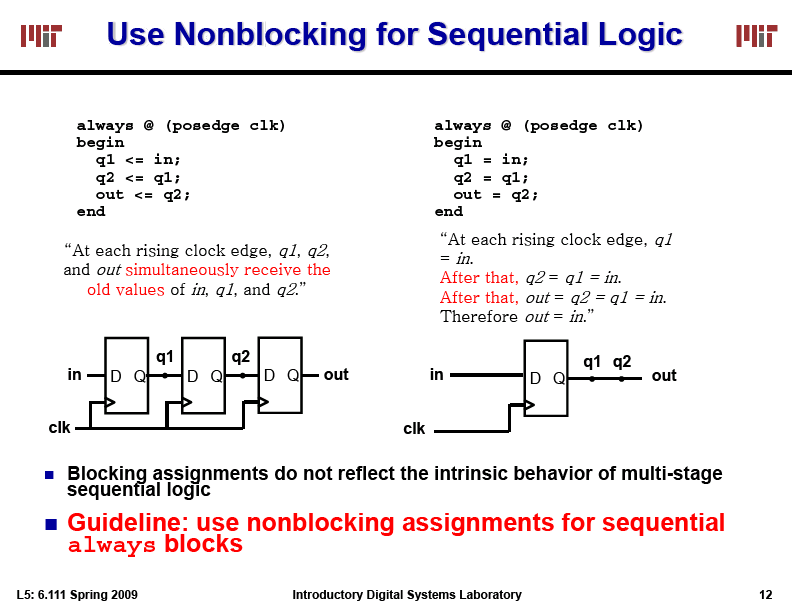 MIT
Use Nonblocking for Sequential Logic
MIT
always @ (posedge clk)
begin
q1 <= in;
q2 <= q1;
out <= q2;
end
“At each rising clock edge, q1, q2,
and out simultaneously receive the
old values of in, q1, and q2.”
always @ (posedge clk)
begin
q1 = in;
q2 = q1;
out = q2;
end
“At each rising clock edge, q1
= in.
After that, q2 = q1 = in.
After that, out = q2 = q1 = in.
Therefore out = in.”
q1 q2
in D Q D Q D Q out
clk
q1 q2
in D Q out
clk
Blocking assignments do not reflect the intrinsic behavior of multi-stage
sequential logic
Guideline: use nonblocking assignments for sequential
always blocks
L5: 6.111 Spring 2009 Introductory Digital Systems Laboratory 12